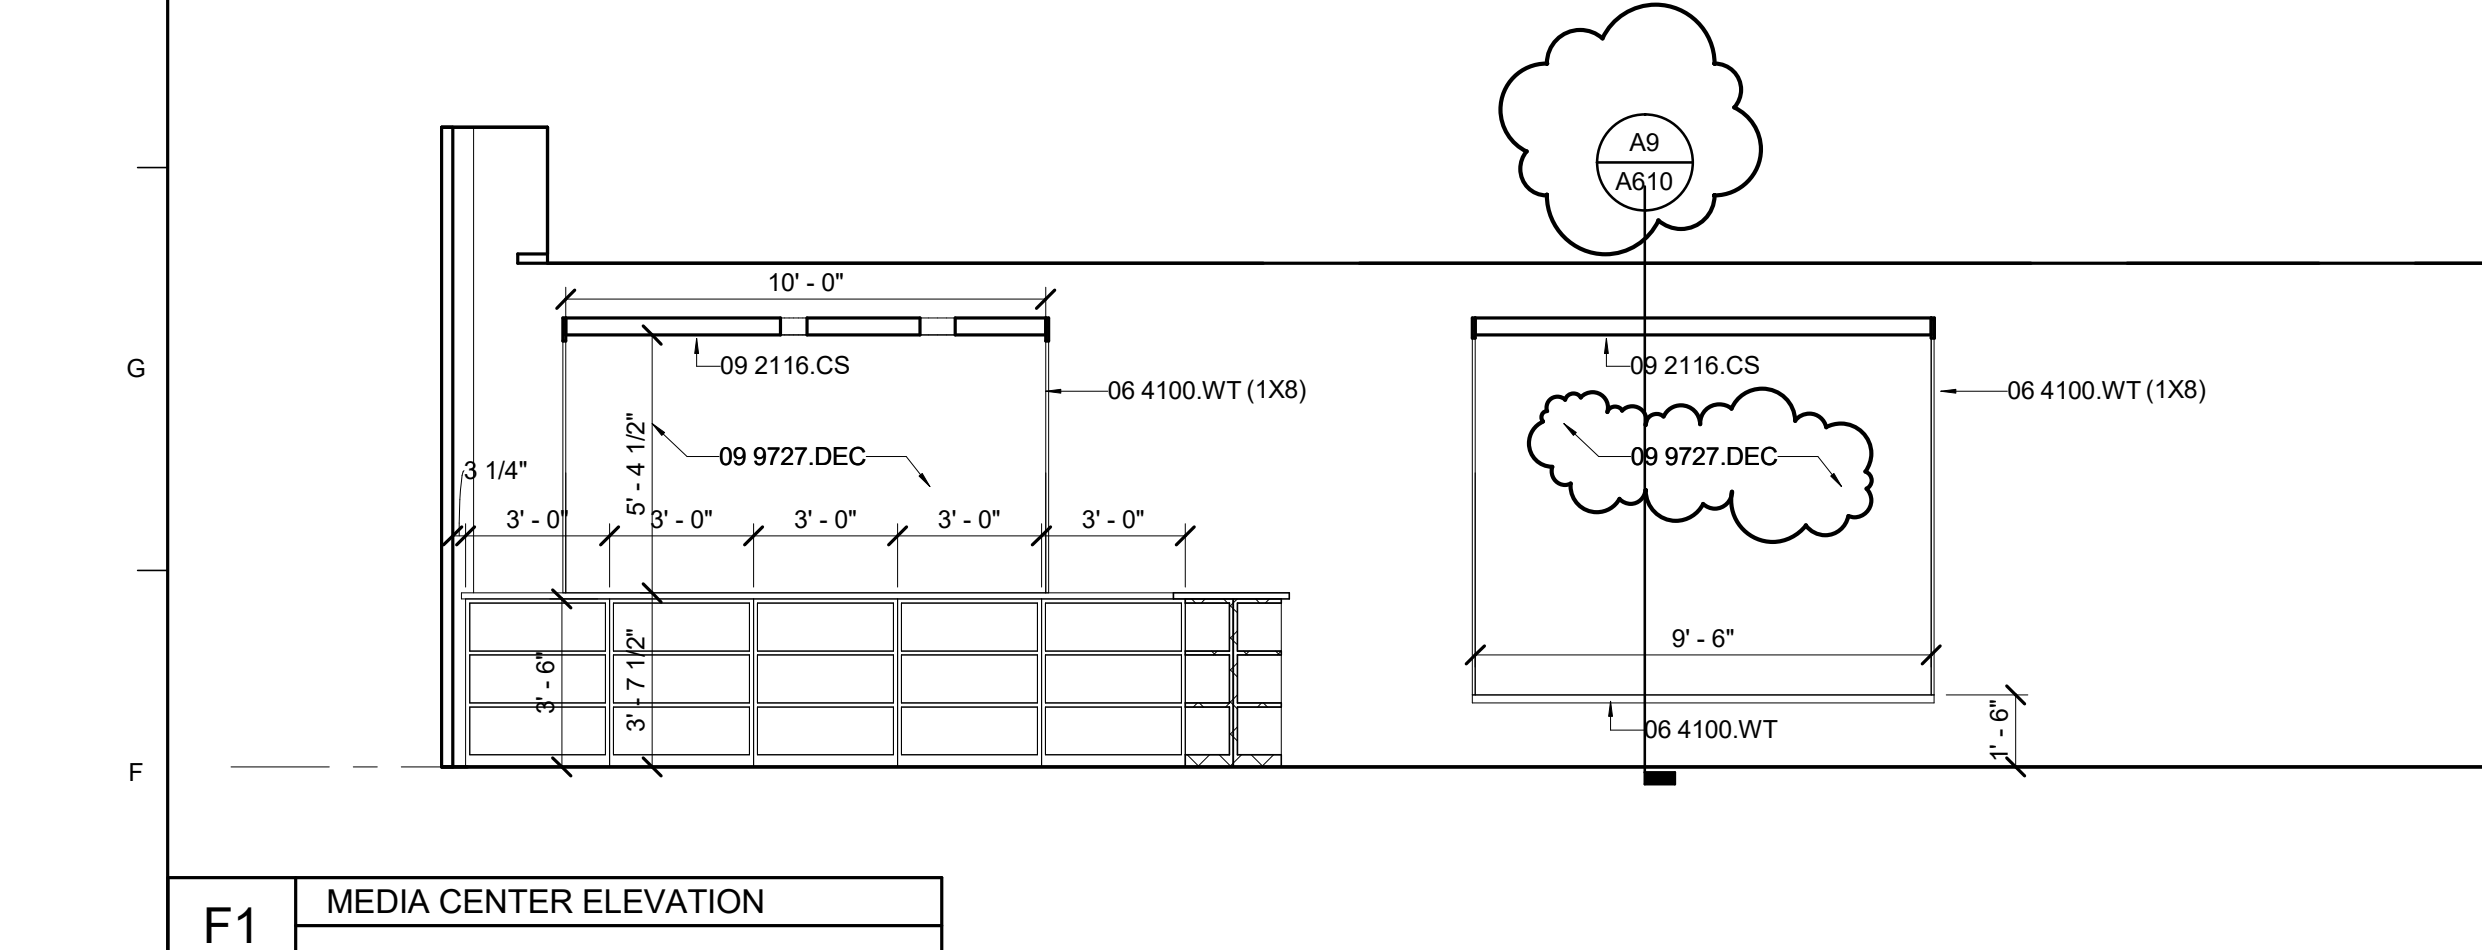 A9
A610
10' - 0"
09 2116.CS
09 2116.CS
G
06 4100.WT (1X8)
06 4100.WT (1X8)
5' - 4 1/2"
09 9727.DEC
09 9727.DEC
3 1/4"
3' - 0"
3' - 0"
3' - 0"
3' - 0"
3' - 0"
9' - 6"
3' - 6"
3' - 7 1/2"
06 4100.WT
1' - 6"
F
F1
MEDIA CENTER ELEVATION